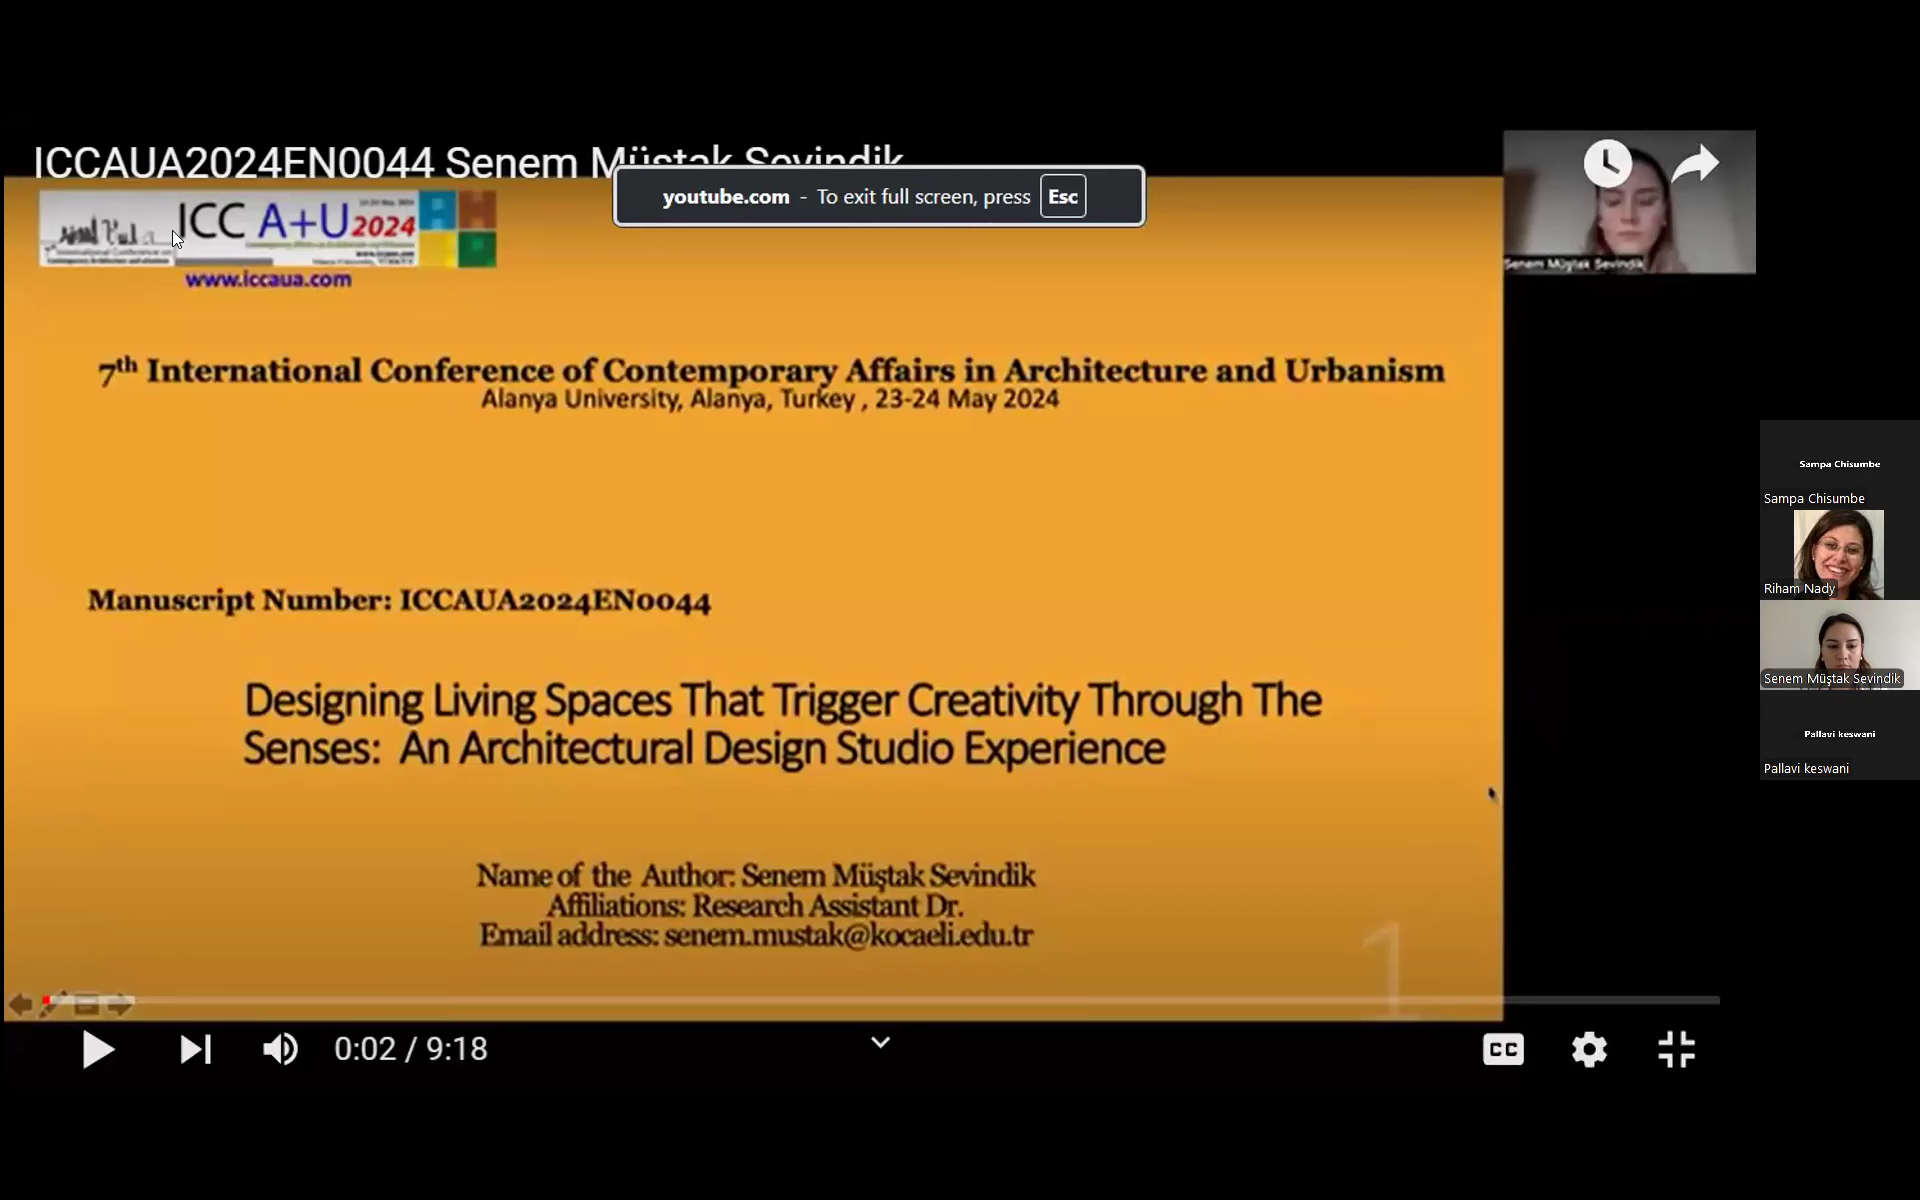 ICCAUA2024EN0044 Senem Müştak Sevindik
youtube.com - To exit full screen, press Esc
ICC A+U 2024
www.iccaua.com
Senem Müştak Sevindik
7th International Conference of Contemporary Affairs in Architecture and Urbanism
Alanya University, Alanya, Turkey , 23-24 May 2024
Manuscript Number: ICCAUA2024EN0044
Designing Living Spaces That Trigger Creativity Through The
Senses: An Architectural Design Studio Experience
Name of the Author: Senem Müştak Sevindik
Affiliations: Research Assistant Dr.
Email address: senem.mustak@kocaeli.edu.tr
1
0:02 / 9:18
CC
Sampa Chisumbe
Sampa Chisumbe
Riham Nady
Senem Müştak Sevindik
Pallavi keswani
Pallavi keswani